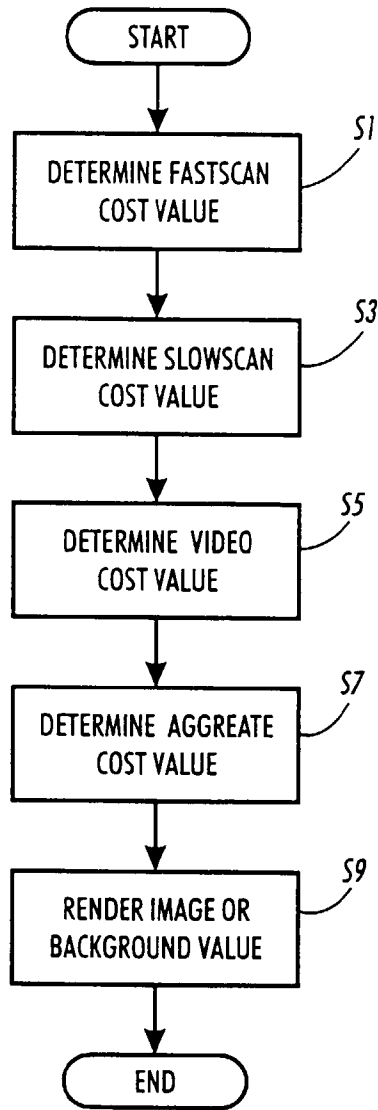 START
S1
DETERMINE FASTSCAN
COST VALUE
S3
DETERMINE SLOWSCAN
COST VALUE
S5
DETERMINE VIDEO
COST VALUE
S7
DETERMINE AGGREATE
COST VALUE
S9
RENDER IMAGE OR
BACKGROUND VALUE
END